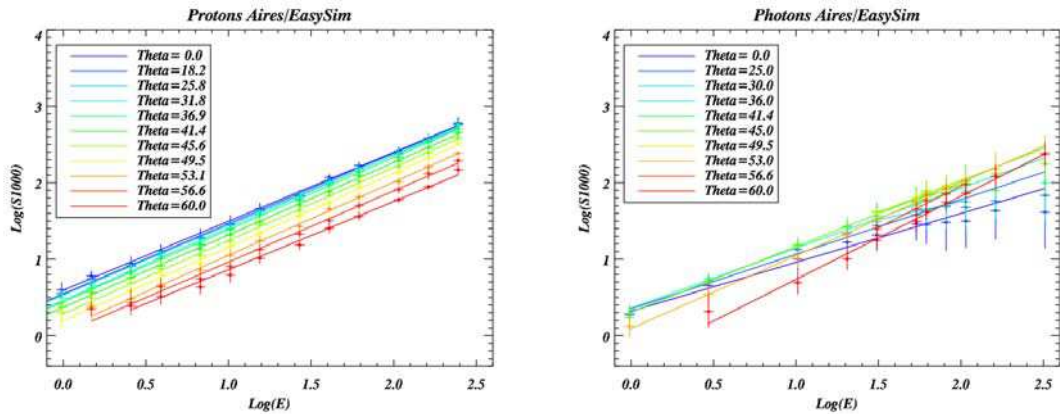 Protons Aires/EasySim
4
3
2
1
0
Log(S1000)
Theta= 0.0
Theta=18.2
Theta=25.8
Theta=31.8
Theta=36.9
Theta=41.4
Theta=45.6
Theta=49.5
Theta=53.1
Theta=56.6
Theta=60.0
0.0 0.5 1.0 1.5 2.0 2.5
Log(E)
Photons Aires/EasySim
4
3
2
1
0
Log(S1000)
Theta= 0.0
Theta=25.0
Theta=30.0
Theta=36.0
Theta=41.4
Theta=45.0
Theta=49.5
Theta=53.0
Theta=56.6
Theta=60.0
0.0 0.5 1.0 1.5 2.0 2.5
Log(E)